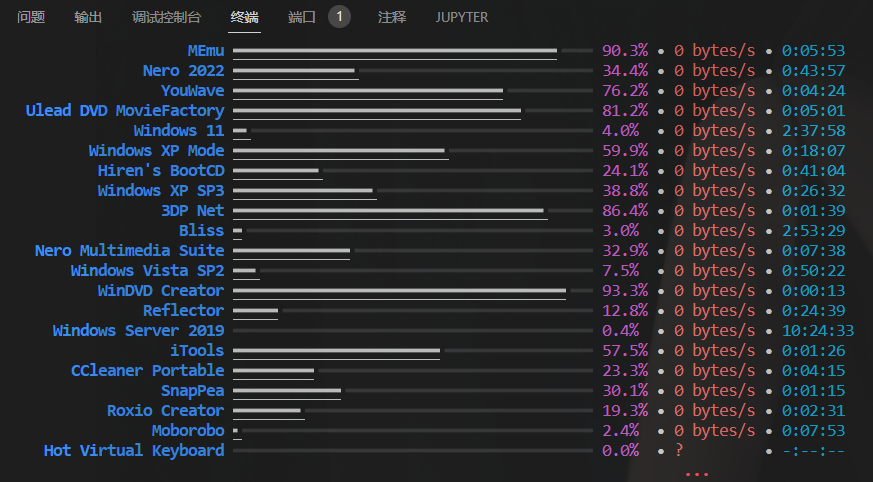 问题 输出 调试控制台 终端 端口 1 注释 JUPYTER
MEmu 90.3% • 0 bytes/s • 0:05:53
Nero 2022 34.4% • 0 bytes/s • 0:43:57
YouWave 76.2% • 0 bytes/s • 0:04:24
Ulead DVD MovieFactory 81.2% • 0 bytes/s • 0:05:01
Windows 11 4.0% • 0 bytes/s • 2:37:58
Windows XP Mode 59.9% • 0 bytes/s • 0:18:07
Hiren's BootCD 24.1% • 0 bytes/s • 0:41:04
Windows XP SP3 38.8% • 0 bytes/s • 0:26:32
3DP Net 86.4% • 0 bytes/s • 0:01:39
Bliss 3.0% • 0 bytes/s • 2:53:29
Nero Multimedia Suite 32.9% • 0 bytes/s • 0:07:38
Windows Vista SP2 7.5% • 0 bytes/s • 0:50:22
WinDVD Creator 93.3% • 0 bytes/s • 0:00:13
Reflector 12.8% • 0 bytes/s • 0:24:39
Windows Server 2019 0.4% • 0 bytes/s • 10:24:33
iTools 57.5% • 0 bytes/s • 0:01:26
CCleaner Portable 23.3% • 0 bytes/s • 0:04:15
SnapPea 30.1% • 0 bytes/s • 0:01:15
Roxio Creator 19.3% • 0 bytes/s • 0:02:31
Moborobo 2.4% • 0 bytes/s • 0:07:53
Hot Virtual Keyboard 0.0% • ? • -:--:--
...